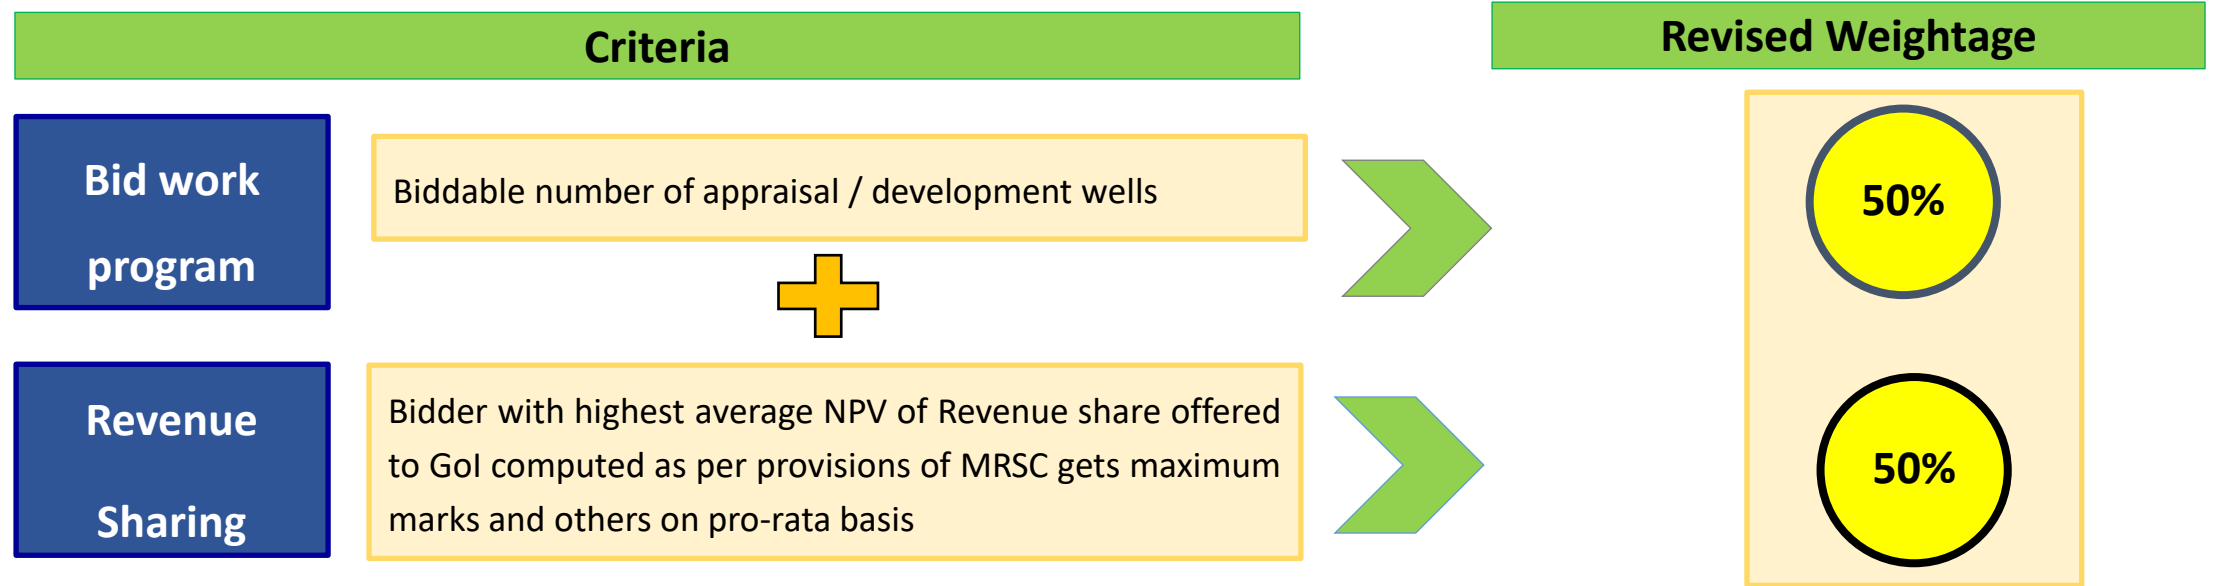 Criteria
Revised Weightage
Bid work
program
Biddable number of appraisal / development wells
50%
Revenue
Sharing
Bidder with highest average NPV of Revenue share offered
to GoI computed as per provisions of MRSC gets maximum
marks and others on pro-rata basis
50%